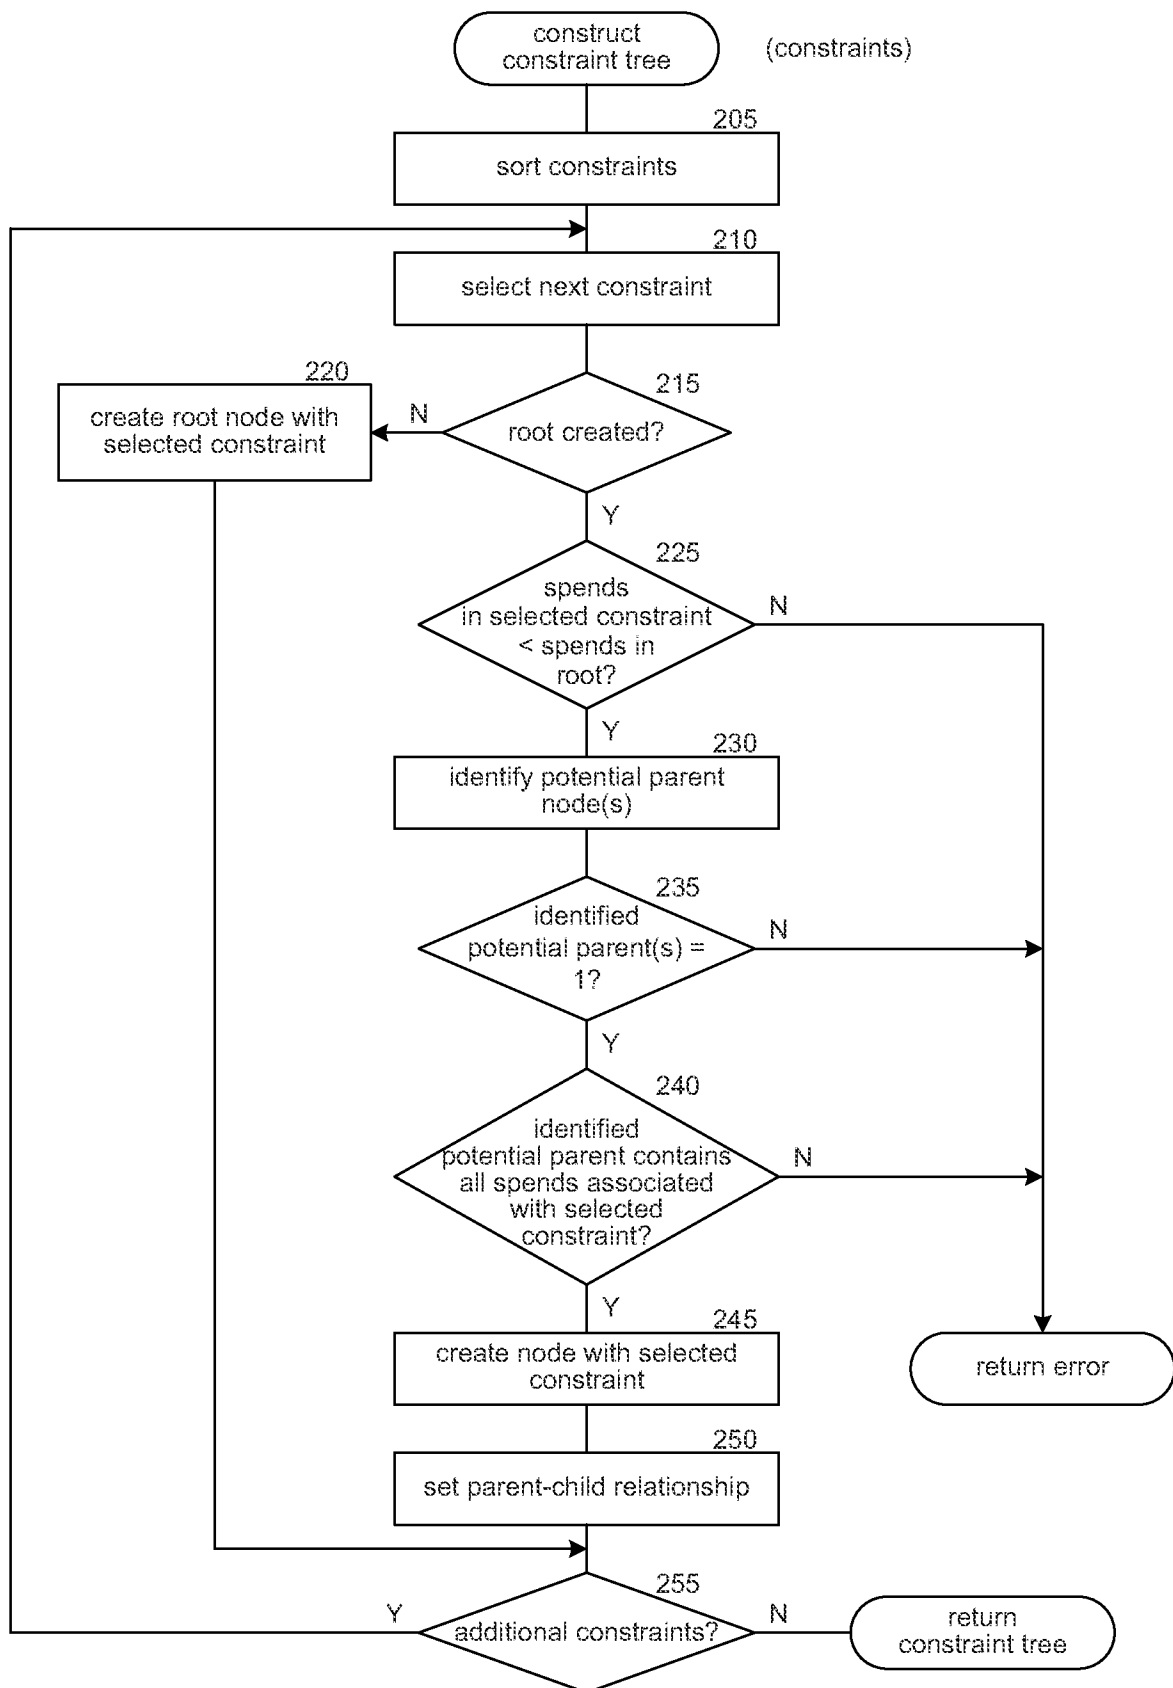 construct
constraint tree
(constraints)
205
sort constraints
210
select next constraint
220
create root node with
selected constraint
N
215
root created?
Y
225
spends
in selected constraint
< spends in
root?
N
Y
230
identify potential parent
node(s)
235
identified
potential parent(s) =
1?
N
Y
240
identified
potential parent contains
all spends associated
with selected
constraint?
N
Y
245
create node with selected
constraint
return error
250
set parent-child relationship
255
Y
additional constraints?
N
return
constraint tree